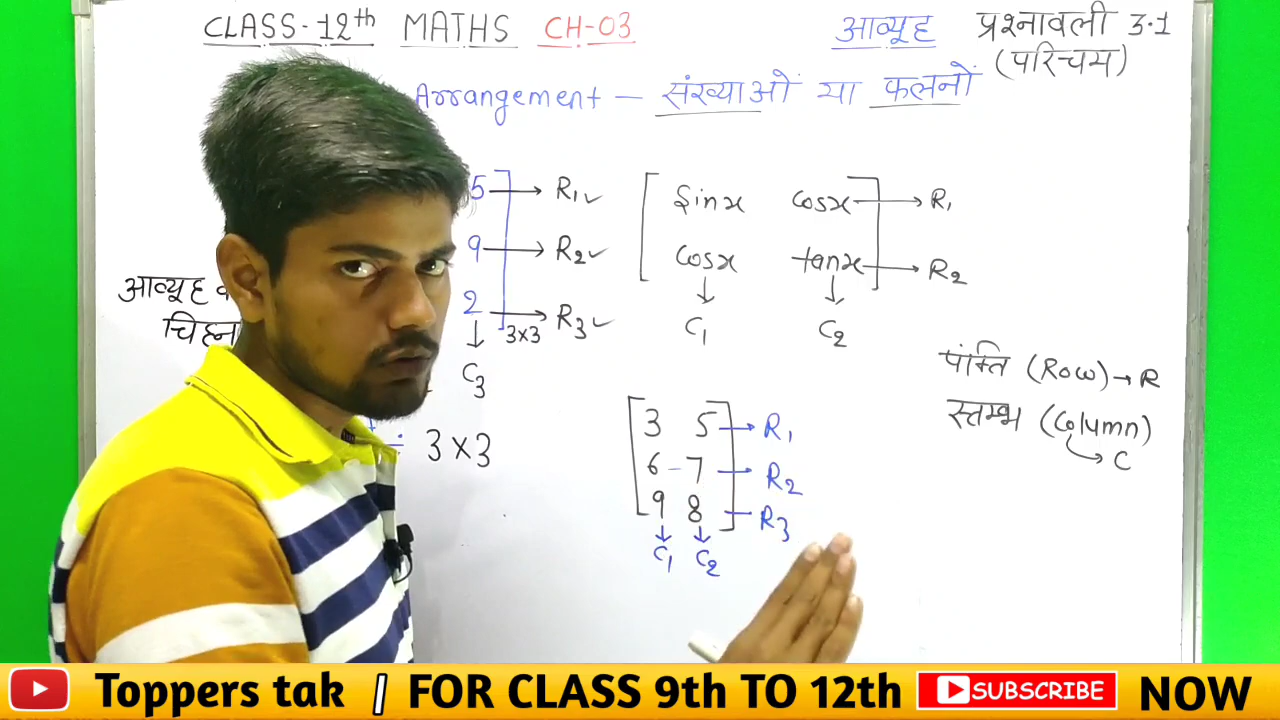 CLASS-12th MATHS CH-03 आव्यूह प्रश्नावली 3.1
(परिचय)
Arrangement – संख्याओं या फलनों
5 → R1 ✓
9 → R2 ✓
2 → R3 ✓
3×3
C3
sinx cosx → R1
cosx tanx → R2
C1 C2
आव्यूह
चिह्न
पंक्ति (Row) → R
स्तम्भ (Column)
→ C
3×3
3 5 → R1
6 -7 → R2
9 8 → R3
C1 C2
Toppers tak | FOR CLASS 9th TO 12th SUBSCRIBE NOW